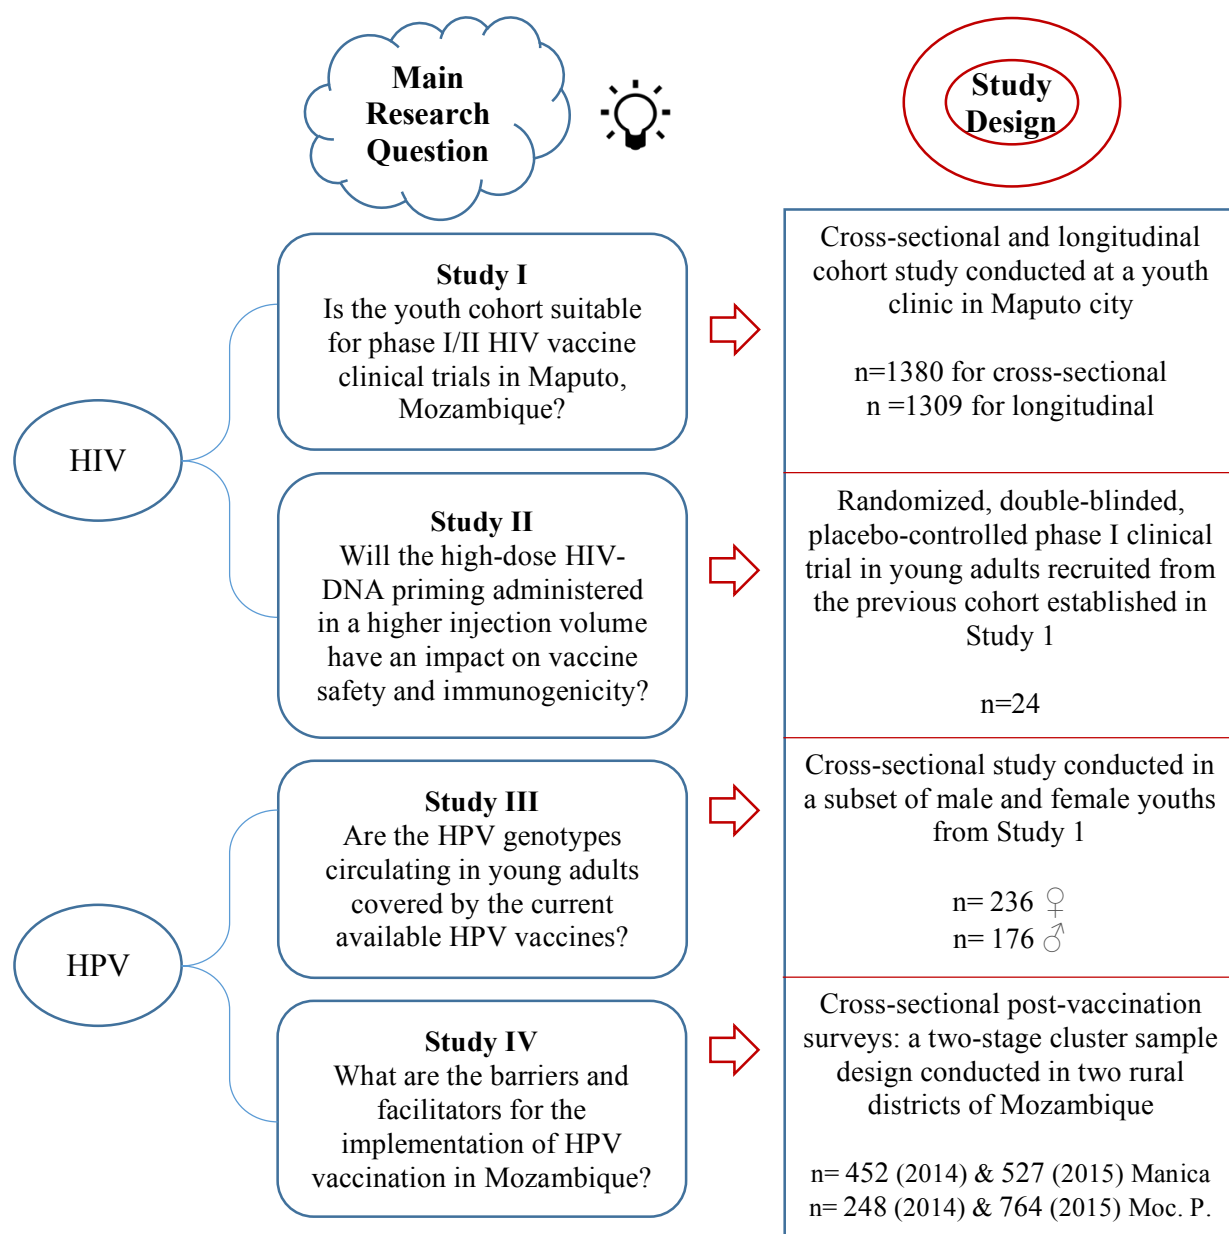 Main
Research
Question
Study
Design
HIV
Study I
Is the youth cohort suitable
for phase I/II HIV vaccine
clinical trials in Maputo,
Mozambique?
Cross-sectional and longitudinal
cohort study conducted at a youth
clinic in Maputo city
n=1380 for cross-sectional
n =1309 for longitudinal
Study II
Will the high-dose HIV-
DNA priming administered
in a higher injection volume
have an impact on vaccine
safety and immunogenicity?
Randomized, double-blinded,
placebo-controlled phase I clinical
trial in young adults recruited from
the previous cohort established in
Study 1
n=24
HPV
Study III
Are the HPV genotypes
circulating in young adults
covered by the current
available HPV vaccines?
Cross-sectional study conducted in
a subset of male and female youths
from Study 1
n= 236 ♀
n= 176 ♂
Study IV
What are the barriers and
facilitators for the
implementation of HPV
vaccination in Mozambique?
Cross-sectional post-vaccination
surveys: a two-stage cluster sample
design conducted in two rural
districts of Mozambique
n= 452 (2014) & 527 (2015) Manica
n= 248 (2014) & 764 (2015) Moc. P.